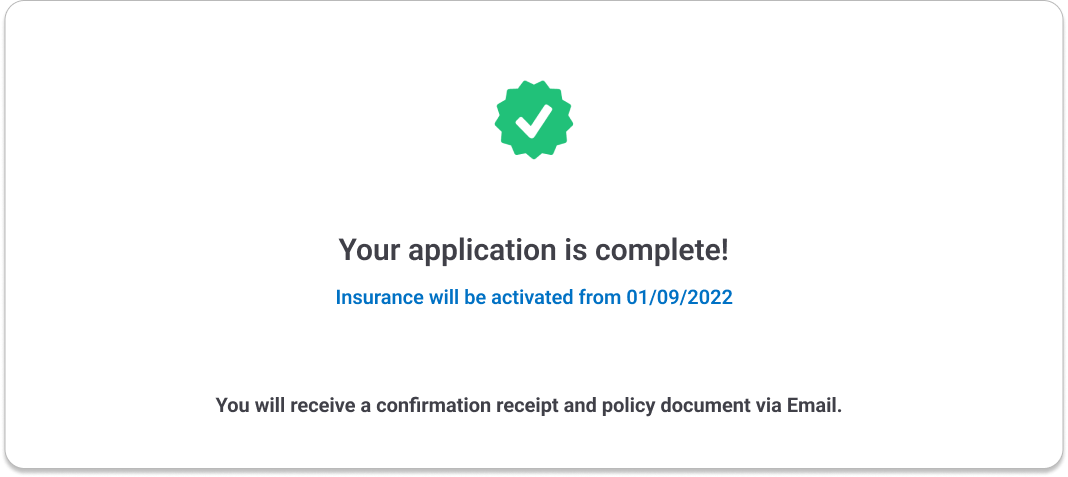 Your application is complete!
Insurance will be activated from 01/09/2022
You will receive a confirmation receipt and policy document via Email.